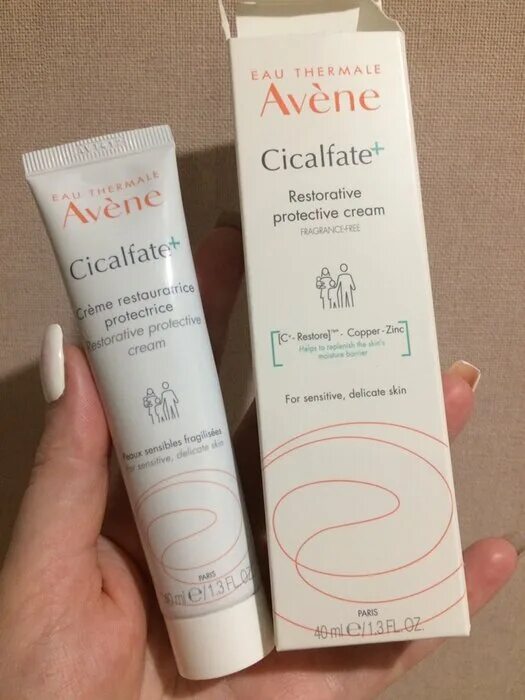 EAU THERMALE
Avène
Cicalfate+
Crème restauratrice
protectrice
Restorative protective
cream
Peaux sensibles fragilisées
For sensitive, delicate skin
PARIS
40 ml e/1.3 FL.OZ.
EAU THERMALE
Avène
Cicalfate+
Restorative
protective cream
FRAGRANCE-FREE
[C+-Restore]™ - Copper-Zinc
Helps to replenish the skin's
moisture barrier
For sensitive, delicate skin
PARIS
40 ml e/1.3 FL.OZ.